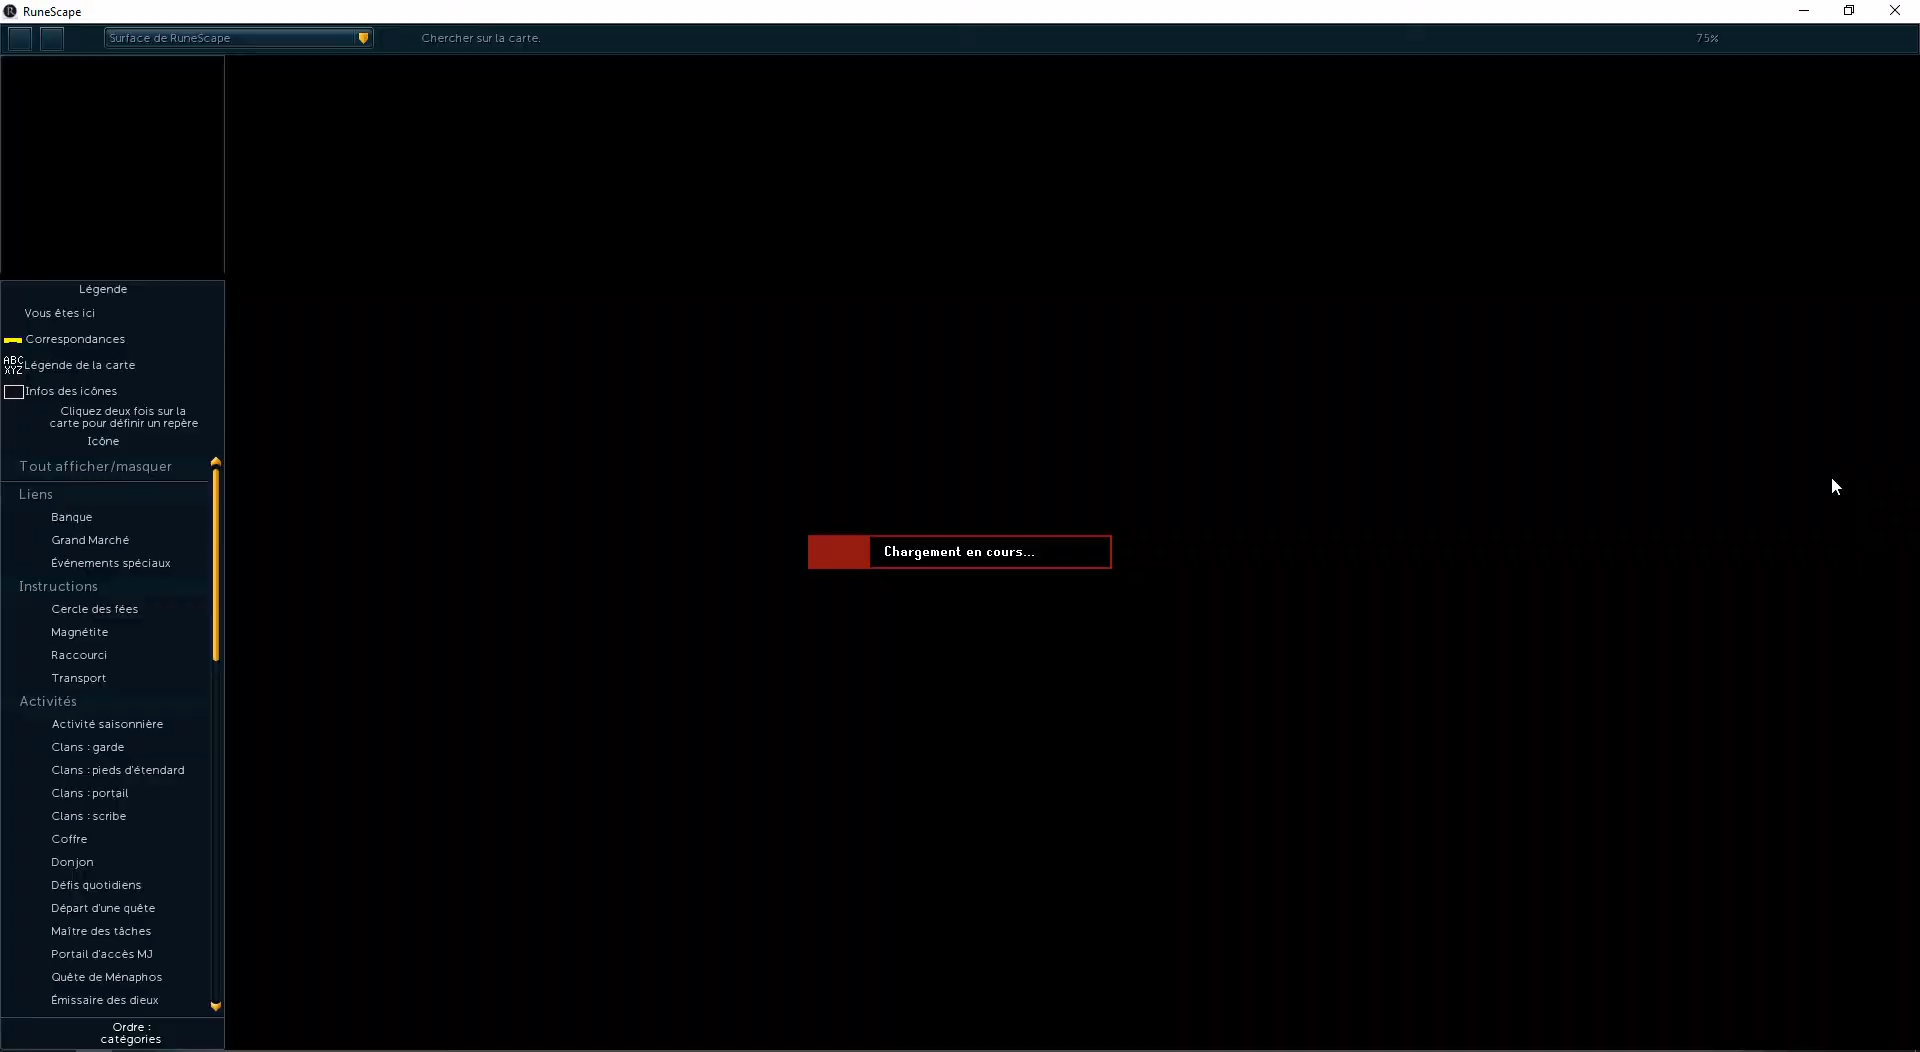 RuneScape
Surface de RuneScape
Chercher sur la carte.
75%
Légende
Vous êtes ici
Correspondances
ABC
XYZ
Légende de la carte
Infos des icônes
Cliquez deux fois sur la
carte pour définir un repère
Icône
Tout afficher/masquer
Liens
Banque
Grand Marché
Événements spéciaux
Instructions
Cercle des fées
Magnétite
Raccourci
Transport
Activités
Activité saisonnière
Clans : garde
Clans : pieds d'étendard
Clans : portail
Clans : scribe
Coffre
Donjon
Défis quotidiens
Départ d'une quête
Maître des tâches
Portail d'accès MJ
Quête de Ménaphos
Émissaire des dieux
Ordre :
catégories
Chargement en cours...